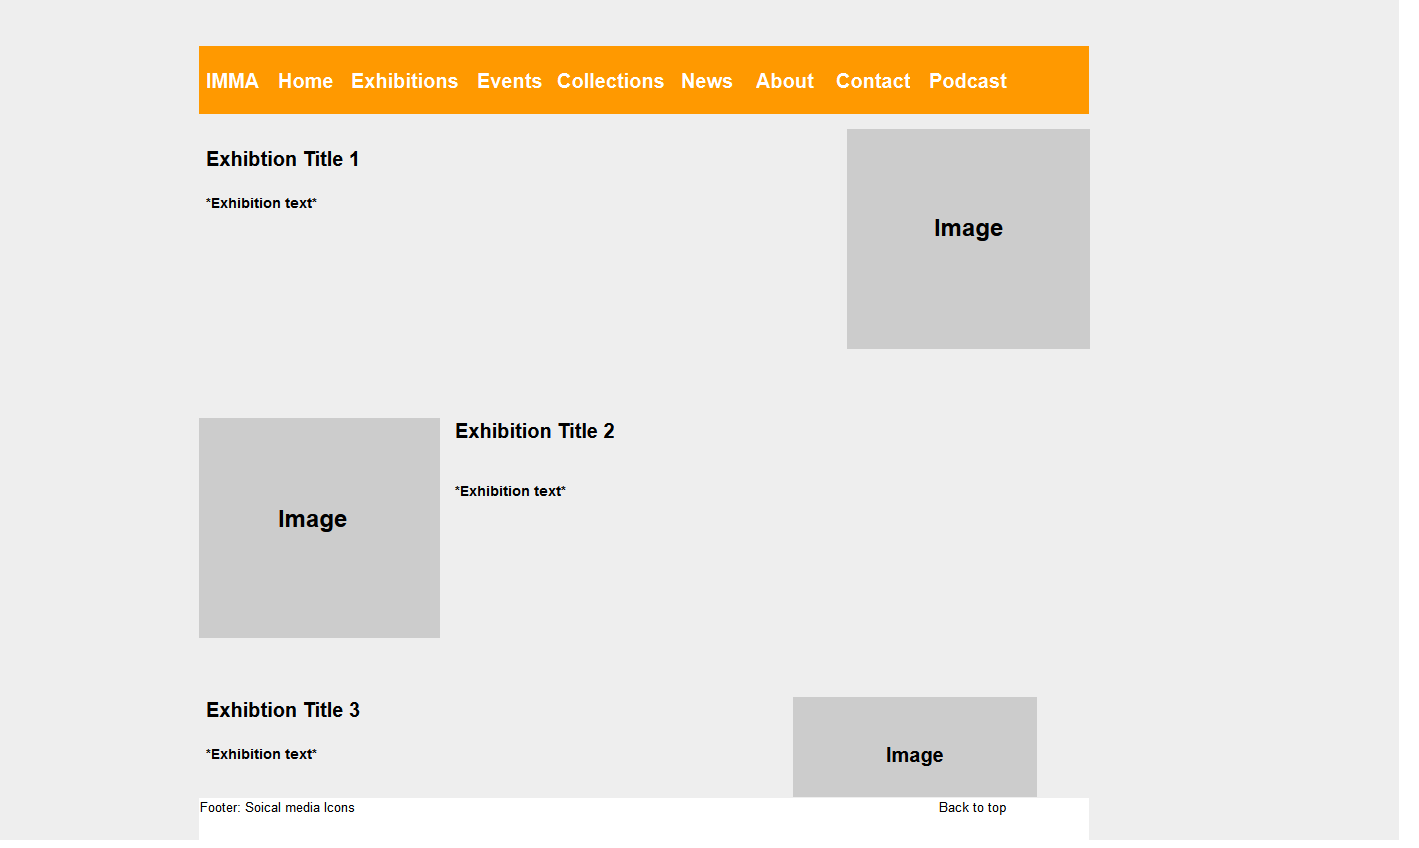 IMMA Home Exhibitions Events Collections News About Contact Podcast
Exhibtion Title 1
*Exhibition text*
Image
Exhibition Title 2
*Exhibition text*
Image
Exhibtion Title 3
*Exhibition text*
Image
Footer: Soical media Icons
Back to top